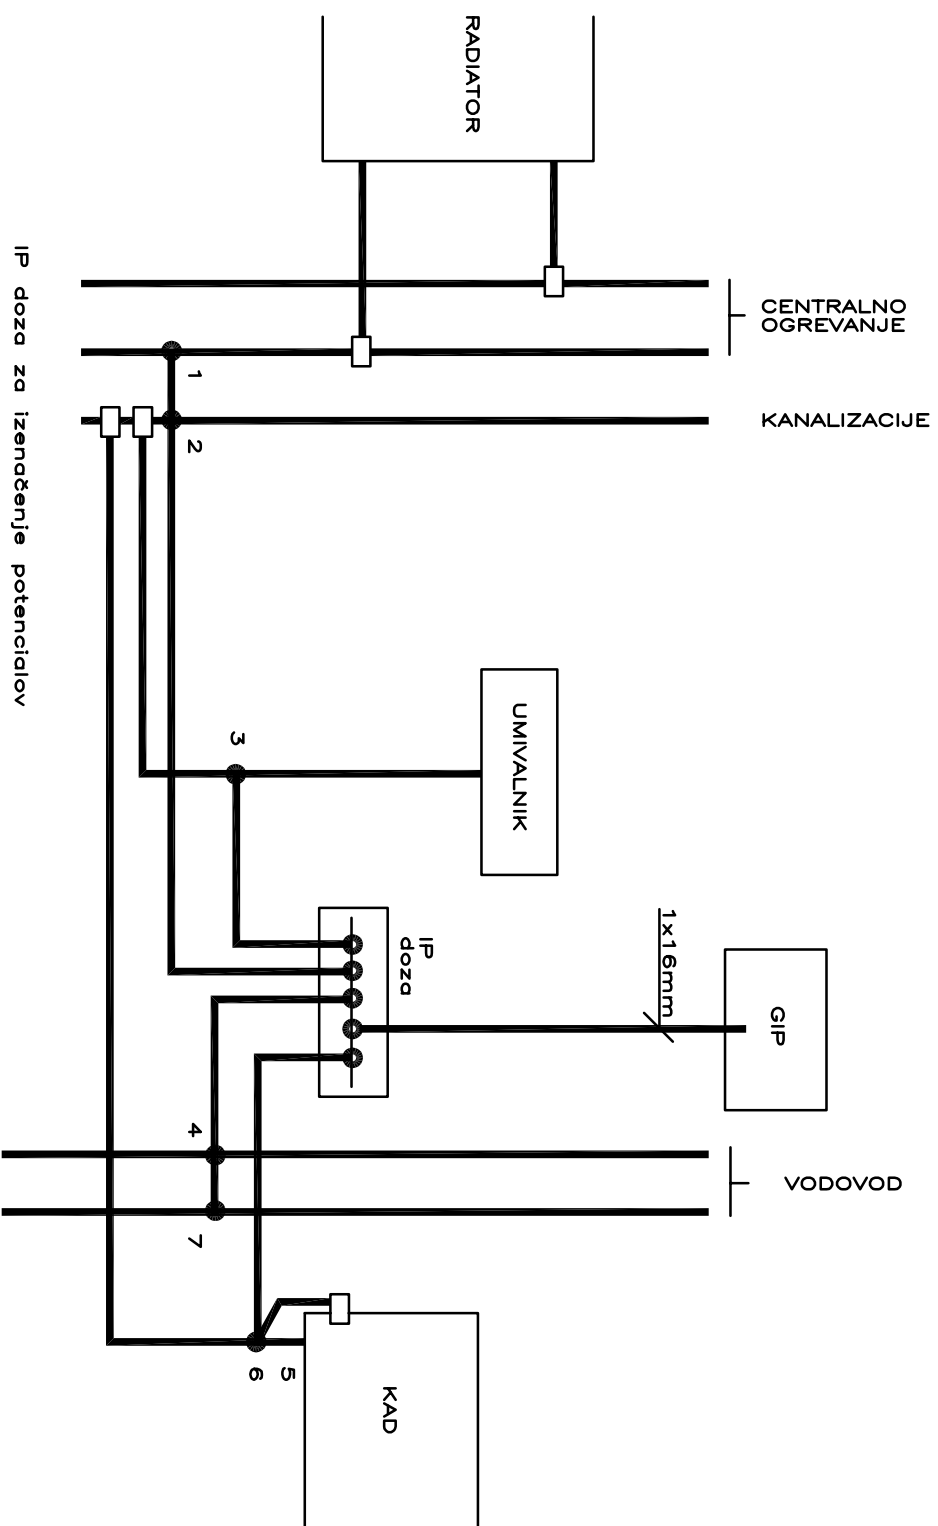 RADIATOR
CENTRALNO
OGREVANJE
KANALIZACIJE
1
2
3
UMIVALNIK
IP
doza
1x16mm
GIP
4
VODOVOD
7
6
5
KAD
IP doza za izenačenje potencialov